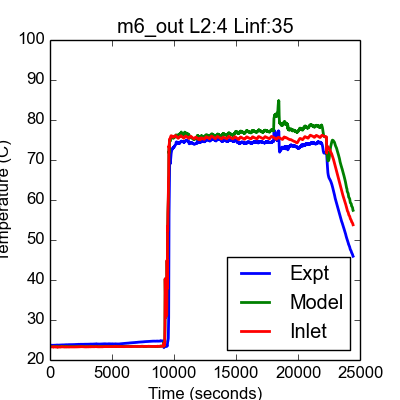 m6_out L2:4 Linf:35
100
90
80
70
60
50
40
30
20
Temperature (C)
Expt
Model
Inlet
0 5000 10000 15000 20000 25000
Time (seconds)